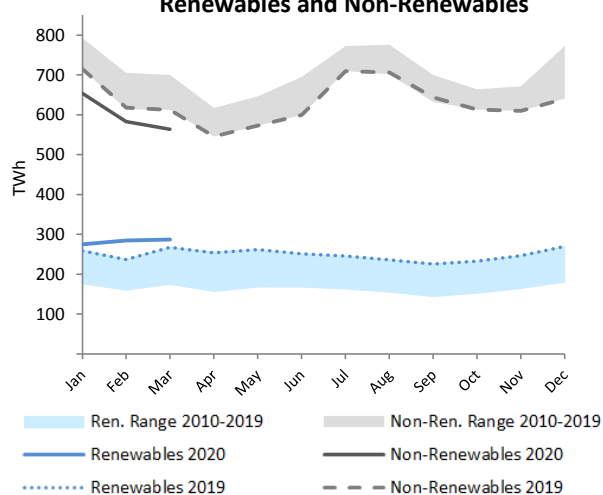 Renewables and Non-Renewables
800
700
600
500
400
300
200
100
TWh
Jan Feb Mar Apr May Jun Jul Aug Sep Oct Nov Dec
Ren. Range 2010-2019 Non-Ren. Range 2010-2019
Renewables 2020 Non-Renewables 2020
Renewables 2019 Non-Renewables 2019